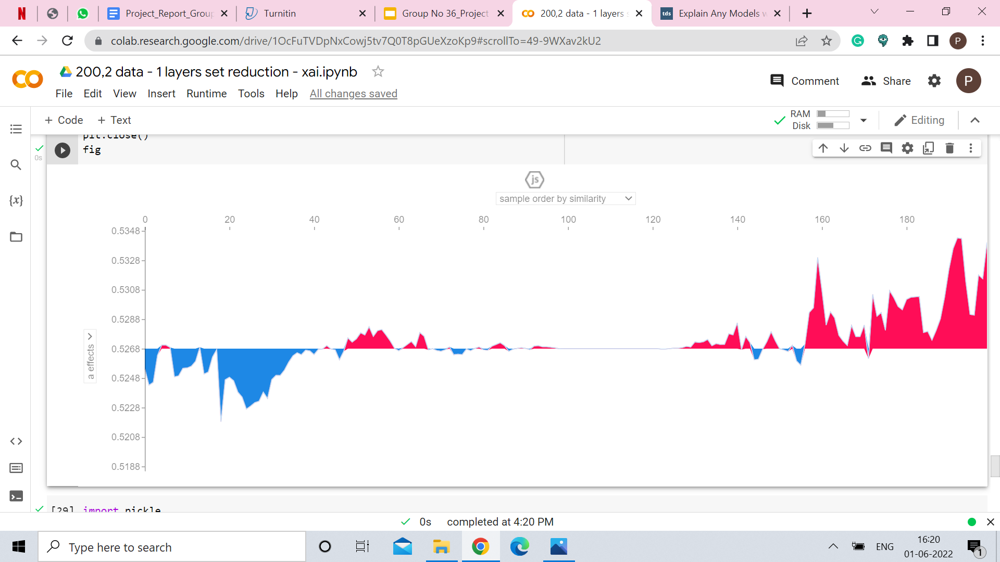 Project_Report_Group
Turnitin
Group No 36_Project
200,2 data - 1 layers s
tds
Explain Any Models w
colab.research.google.com/drive/1OcFuTVDpNxCowj5tv7Q0T8pGUeXzoKp9#scrollTo=49-9WXav2kU2
G
P
200,2 data - 1 layers set reduction - xai.ipynb
Comment
Share
P
File Edit View Insert Runtime Tools Help All changes saved
+ Code + Text
RAM
Disk
Editing
plt.close()
fig
0s
js
sample order by similarity
0 20 40 60 80 100 120 140 160 180
0.5348
0.5328
0.5308
0.5288
0.5268
0.5248
0.5228
0.5208
0.5188
a effects
{x}
[29] import pickle
0s completed at 4:20 PM
Type here to search
ENG
16:20
01-06-2022
1